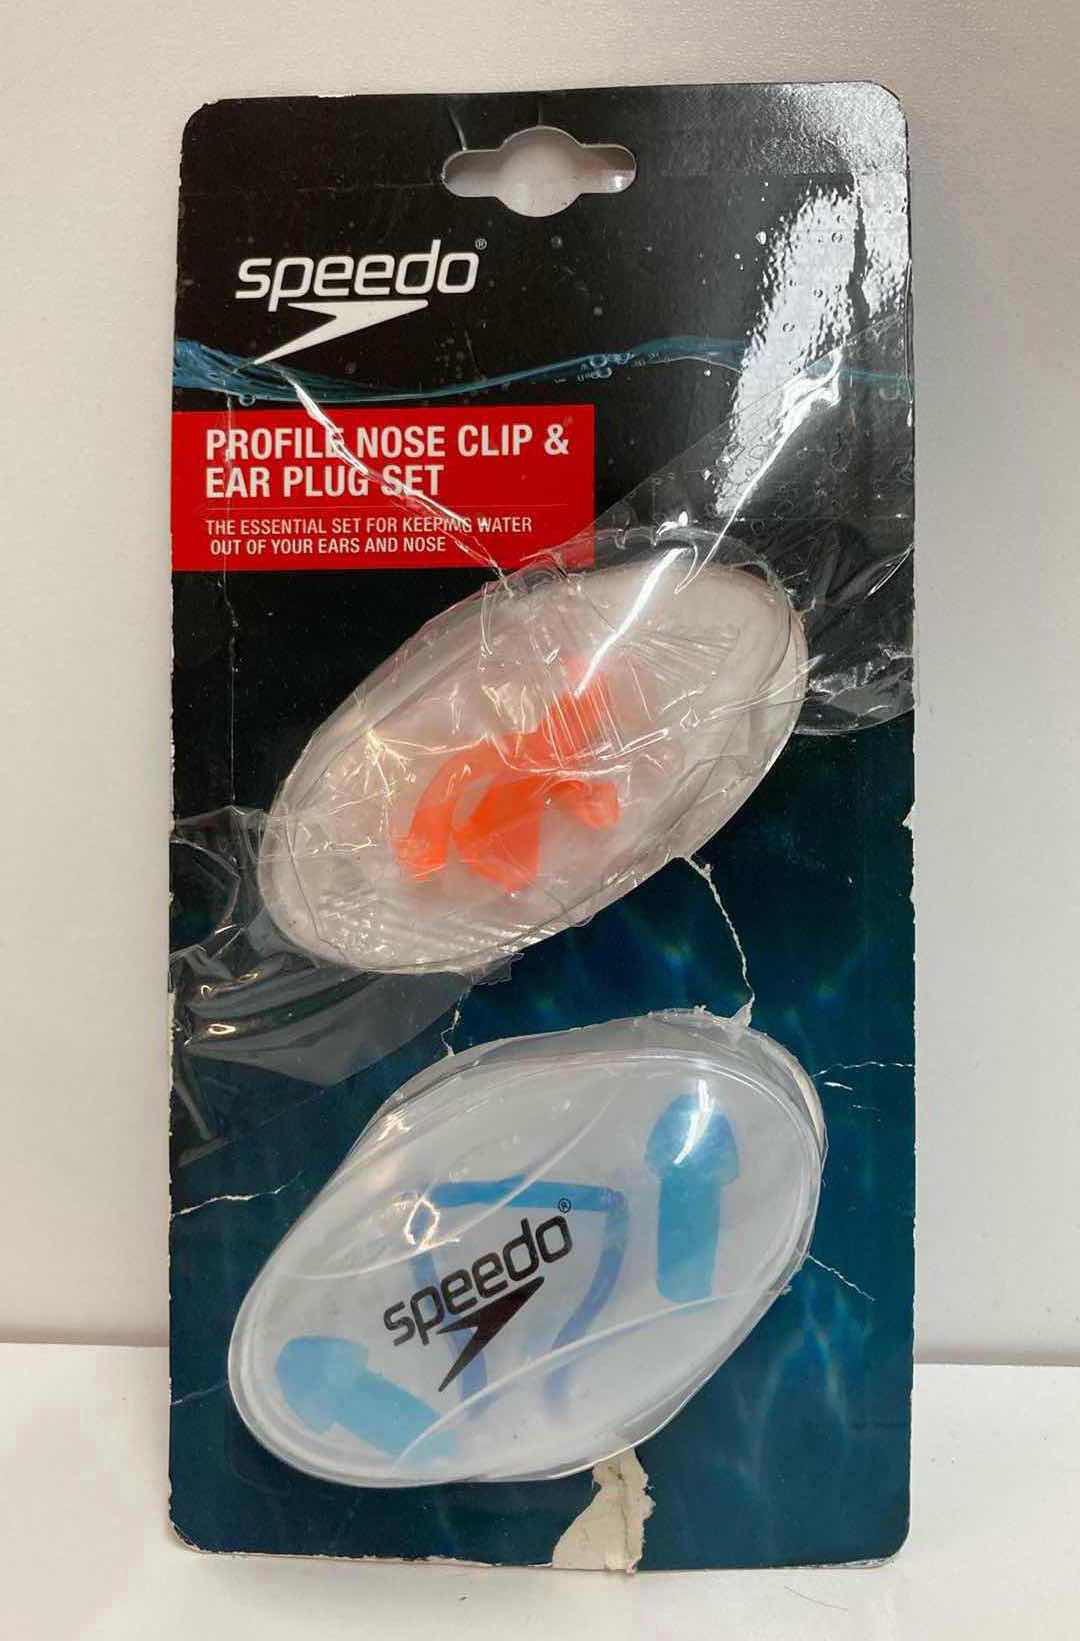 speedo®
PROFILE NOSE CLIP &
EAR PLUG SET
THE ESSENTIAL SET FOR KEEPING WATER
OUT OF YOUR EARS AND NOSE
speedo®